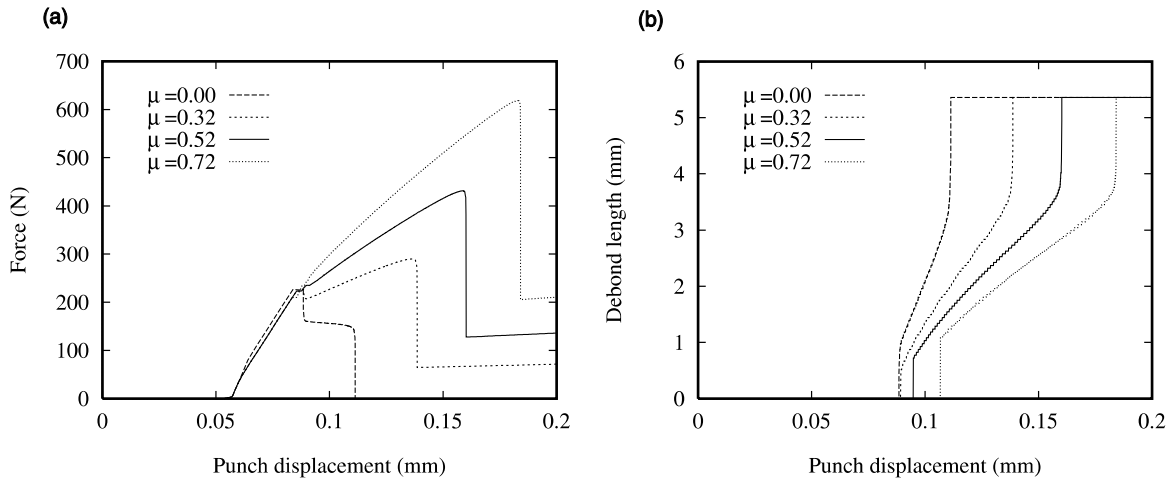 (a)
700
600
500
400
300
200
100
0
Force (N)
μ =0.00
μ =0.32
μ =0.52
μ =0.72
0 0.05 0.1 0.15 0.2
Punch displacement (mm)
(b)
6
5
4
3
2
1
0
Debond length (mm)
μ =0.00
μ =0.32
μ =0.52
μ =0.72
0 0.05 0.1 0.15 0.2
Punch displacement (mm)